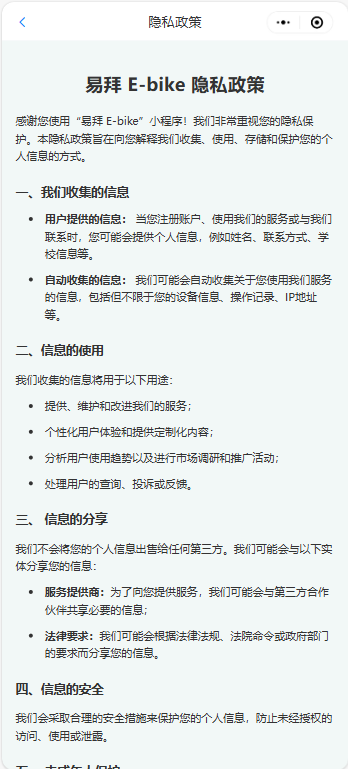 隐私政策
易拜 E-bike 隐私政策
感谢您使用“易拜 E-bike”小程序！我们非常重视您的隐私保
护。本隐私政策旨在向您解释我们收集、使用、存储和保护您的个
人信息的方式。
一、我们收集的信息
• 用户提供的信息： 当您注册账户、使用我们的服务或与我们
联系时，您可能会提供个人信息，例如姓名、联系方式、学
校信息等。
• 自动收集的信息： 我们可能会自动收集关于您使用我们服务
的信息，包括但不限于您的设备信息、操作记录、IP地址
等。
二、信息的使用
我们收集的信息将用于以下用途：
• 提供、维护和改进我们的服务；
• 个性化用户体验和提供定制化内容；
• 分析用户使用趋势以及进行市场调研和推广活动；
• 处理用户的查询、投诉或反馈。
三、 信息的分享
我们不会将您的个人信息出售给任何第三方。我们可能会与以下实
体分享您的信息：
• 服务提供商：为了向您提供服务，我们可能会与第三方合作
伙伴共享必要的信息；
• 法律要求：我们可能会根据法律法规、法院命令或政府部门
的要求而分享您的信息。
四、信息的安全
我们会采取合理的安全措施来保护您的个人信息，防止未经授权的
访问、使用或泄露。